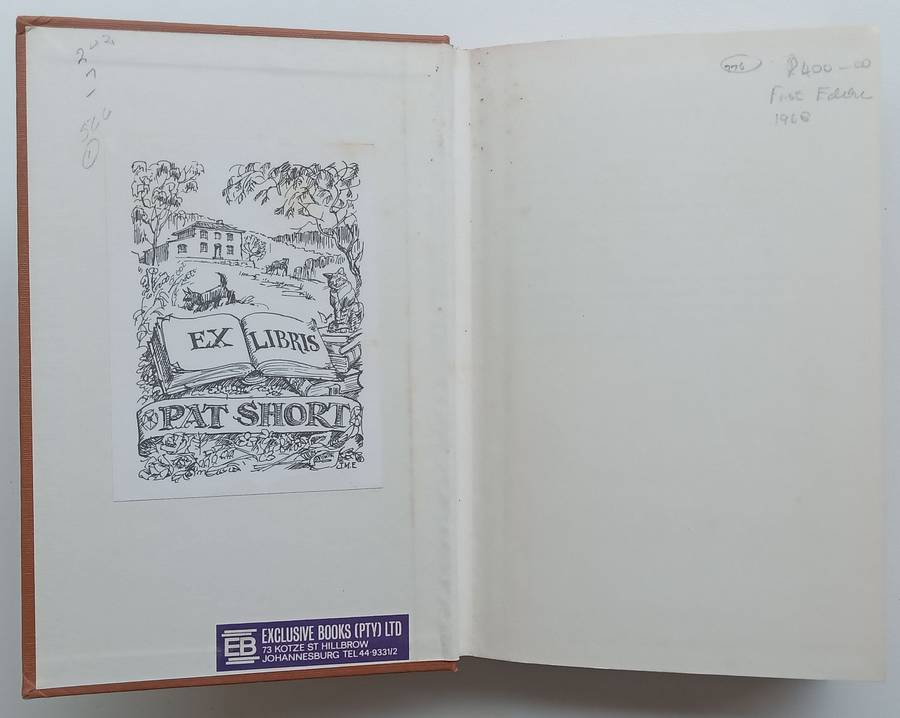 EX LIBRIS
PAT SHORT
EB
EXCLUSIVE BOOKS (PTY) LTD
73 KOTZE ST HILLBROW
JOHANNESBURG TEL 44-9331/2
R400-00
First Edition
1968